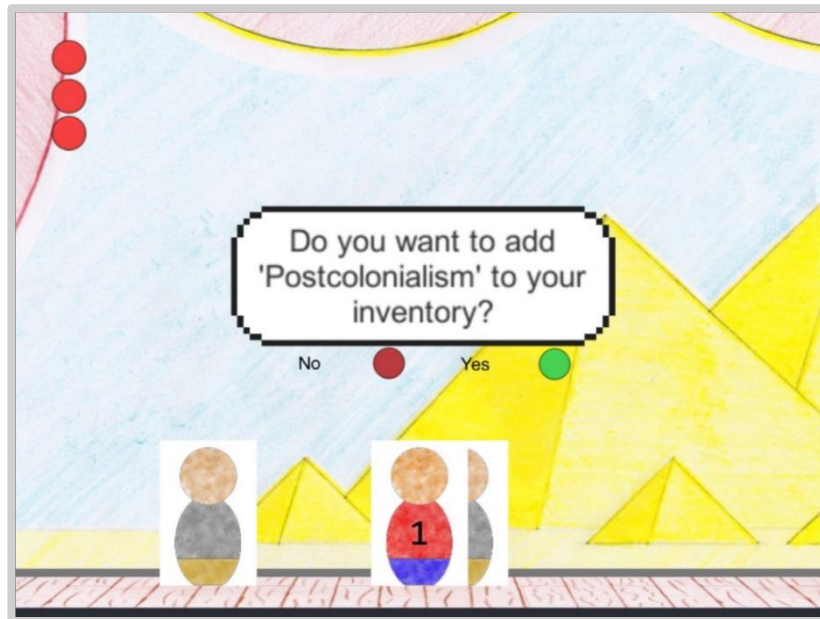 Do you want to add
'Postcolonialism' to your
inventory?
No Yes
1